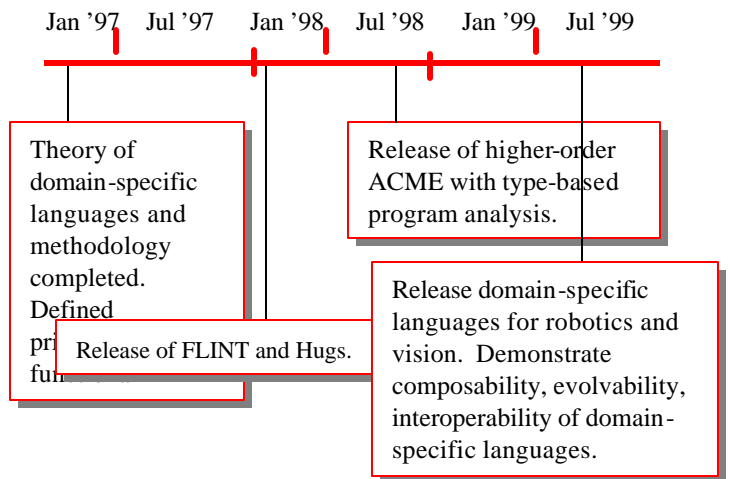 Jan ’97 Jul ’97 Jan ’98 Jul ’98 Jan ’99 Jul ’99
Theory of
domain-specific
languages and
methodology
completed.
Defined
Release of FLINT and Hugs.
Release of higher-order
ACME with type-based
program analysis.
Release domain-specific
languages for robotics and
vision. Demonstrate
composability, evolvability,
interoperability of domain-
specific languages.